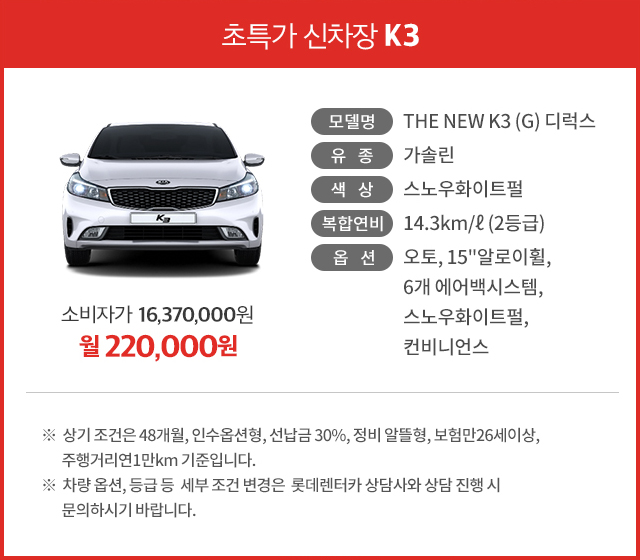 초특가 신차장 K3
모델명 THE NEW K3 (G) 디럭스
유 종 가솔린
색 상 스노우화이트펄
복합연비 14.3km/ℓ (2등급)
옵 션 오토, 15"알로이휠,
6개 에어백시스템,
스노우화이트펄,
컨비니언스
K3
소비자가 16,370,000원
월 220,000원
※ 상기 조건은 48개월, 인수옵션형, 선납금 30%, 정비 알뜰형, 보험만26세이상,
주행거리연1만km 기준입니다.
※ 차량 옵션, 등급 등 세부 조건 변경은 롯데렌터카 상담사와 상담 진행 시
문의하시기 바랍니다.